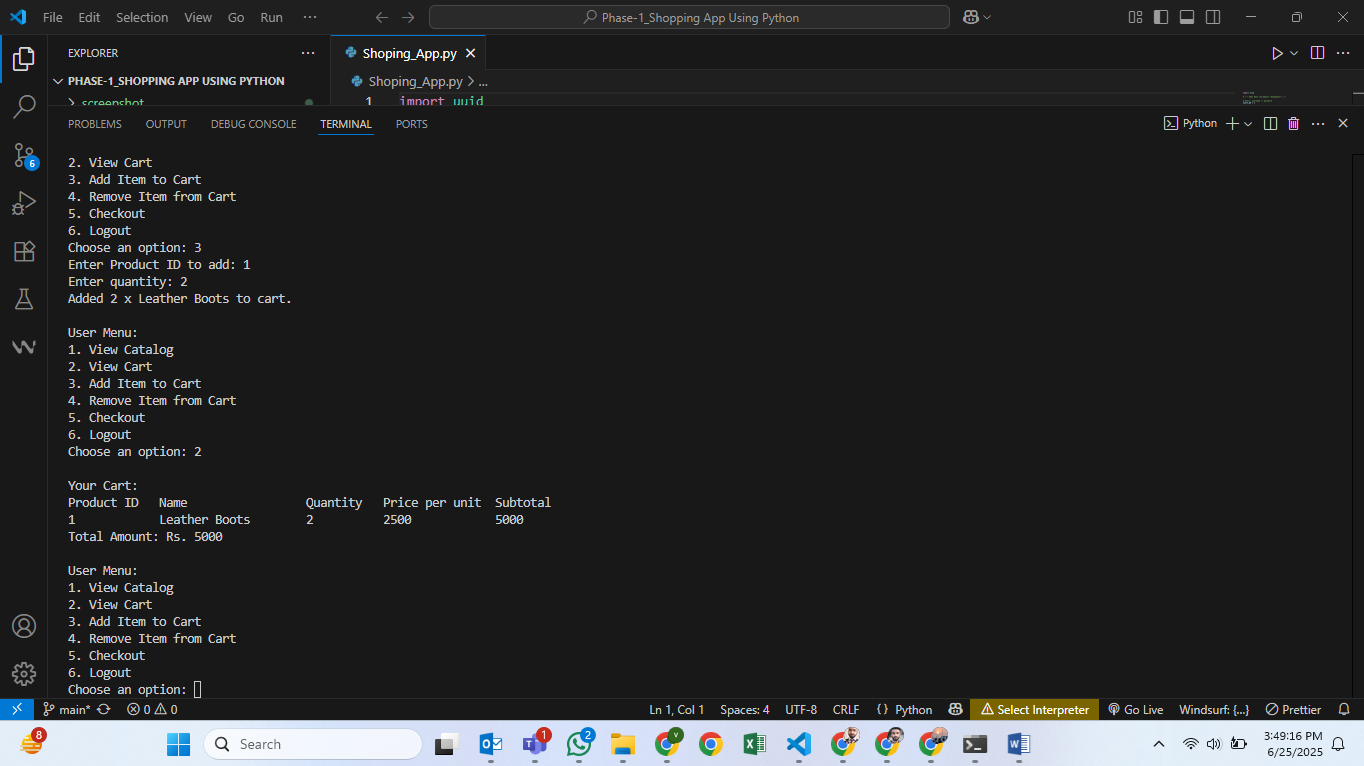 File Edit Selection View Go Run ··· Phase-1_Shopping App Using Python
EXPLORER ···
Shoping_App.py
PHASE-1_SHOPPING APP USING PYTHON
Shoping_App.py > ...
screenshot
1 import uuid
PROBLEMS OUTPUT DEBUG CONSOLE TERMINAL PORTS Python
2. View Cart
3. Add Item to Cart
4. Remove Item from Cart
5. Checkout
6. Logout
Choose an option: 3
Enter Product ID to add: 1
Enter quantity: 2
Added 2 x Leather Boots to cart.
User Menu:
1. View Catalog
2. View Cart
3. Add Item to Cart
4. Remove Item from Cart
5. Checkout
6. Logout
Choose an option: 2
Your Cart:
Product ID Name Quantity Price per unit Subtotal
1 Leather Boots 2 2500 5000
Total Amount: Rs. 5000
User Menu:
1. View Catalog
2. View Cart
3. Add Item to Cart
4. Remove Item from Cart
5. Checkout
6. Logout
Choose an option:
6
main* 0 0 Ln 1, Col 1 Spaces: 4 UTF-8 CRLF {} Python Select Interpreter Go Live Windsurf: {...} Prettier
8 Search 1 2 v 3:49:16 PM
6/25/2025